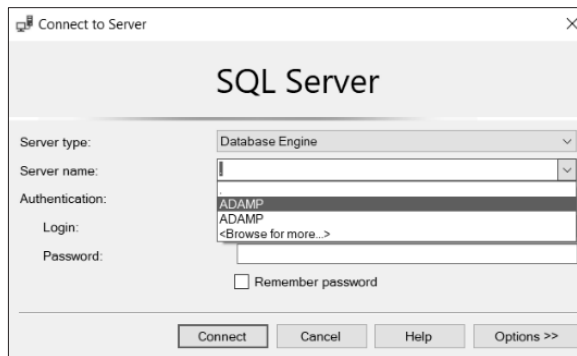 Connect to Server
SQL Server
Server type:
Database Engine
Server name:
.
Authentication:
ADAMP
ADAMP
Login:
<Browse for more...>
Password:
Remember password
Connect
Cancel
Help
Options >>